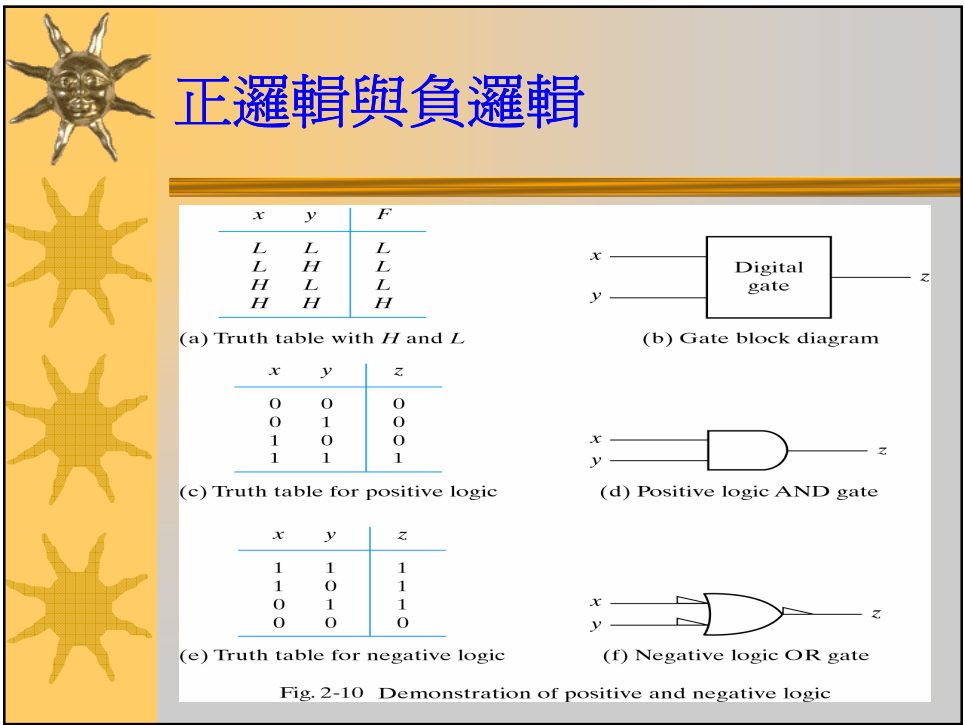 正邏輯與負邏輯
x y F
L L L
L H L
H L L
H H H
(a) Truth table with H and L
x
y
Digital
gate
z
(b) Gate block diagram
x y z
0 0 0
0 1 0
1 0 0
1 1 1
(c) Truth table for positive logic
x
y
z
(d) Positive logic AND gate
x y z
1 1 1
1 0 1
0 1 1
0 0 0
(e) Truth table for negative logic
x
y
z
(f) Negative logic OR gate
Fig. 2-10 Demonstration of positive and negative logic